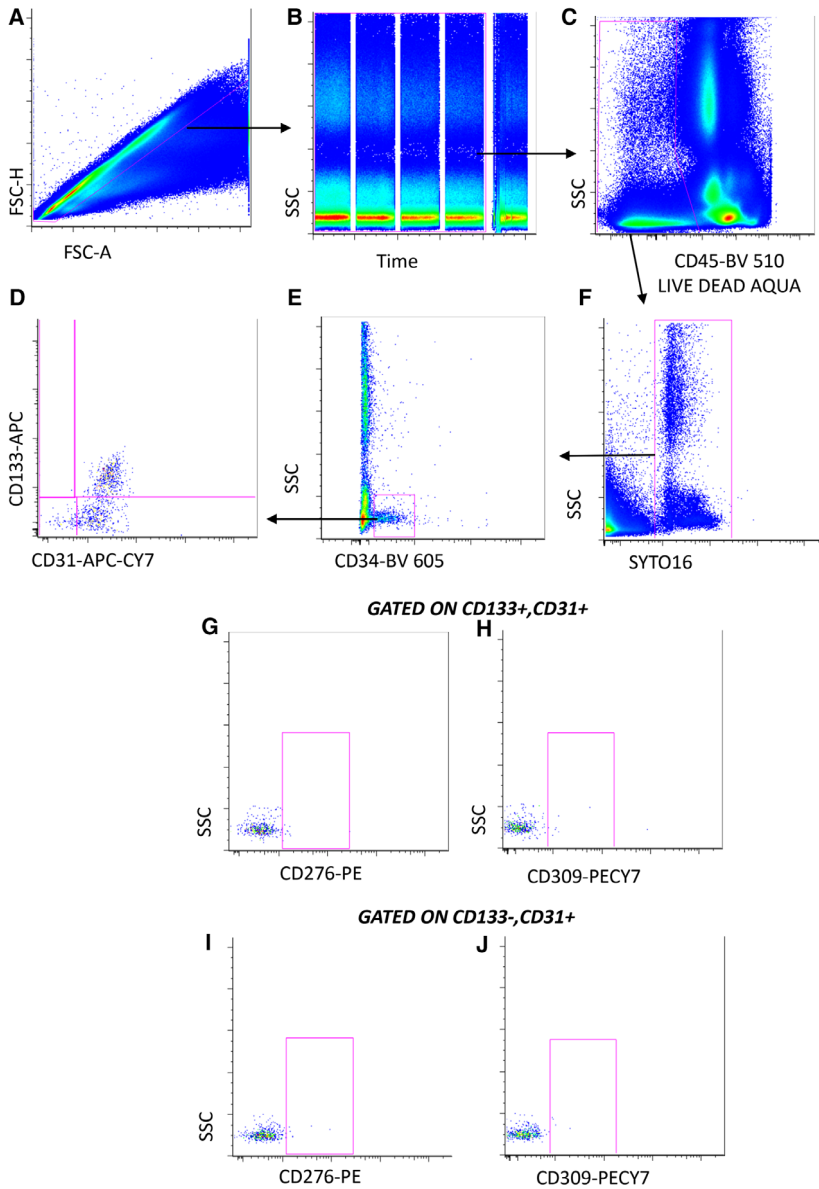 A
FSC-H
FSC-A
B
SSC
Time
C
SSC
CD45-BV 510
LIVE DEAD AQUA
D
CD133-APC
CD31-APC-CY7
E
SSC
CD34-BV 605
F
SSC
SYTO16
GATED ON CD133+,CD31+
G
SSC
CD276-PE
H
SSC
CD309-PECY7
GATED ON CD133-,CD31+
I
SSC
CD276-PE
J
SSC
CD309-PECY7